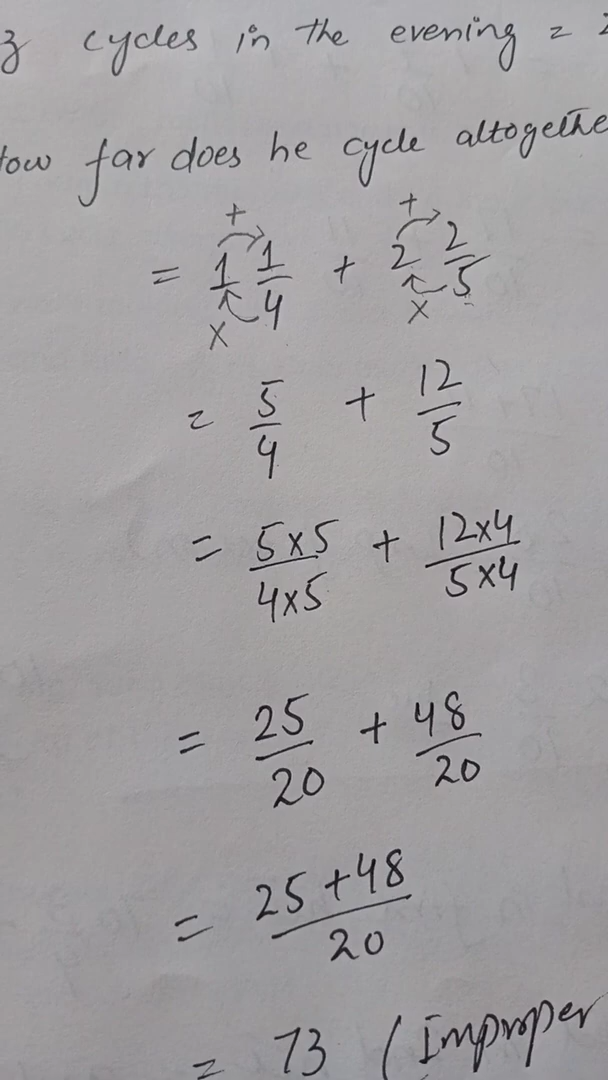 z cycles in the evening =
How far does he cycle altogethe
= 1 1/4 + 2 2/5
+ +
x x
= 5/4 + 12/5
= 5x5/4x5 + 12x4/5x4
= 25/20 + 48/20
= 25+48/20
= 73 (Improper